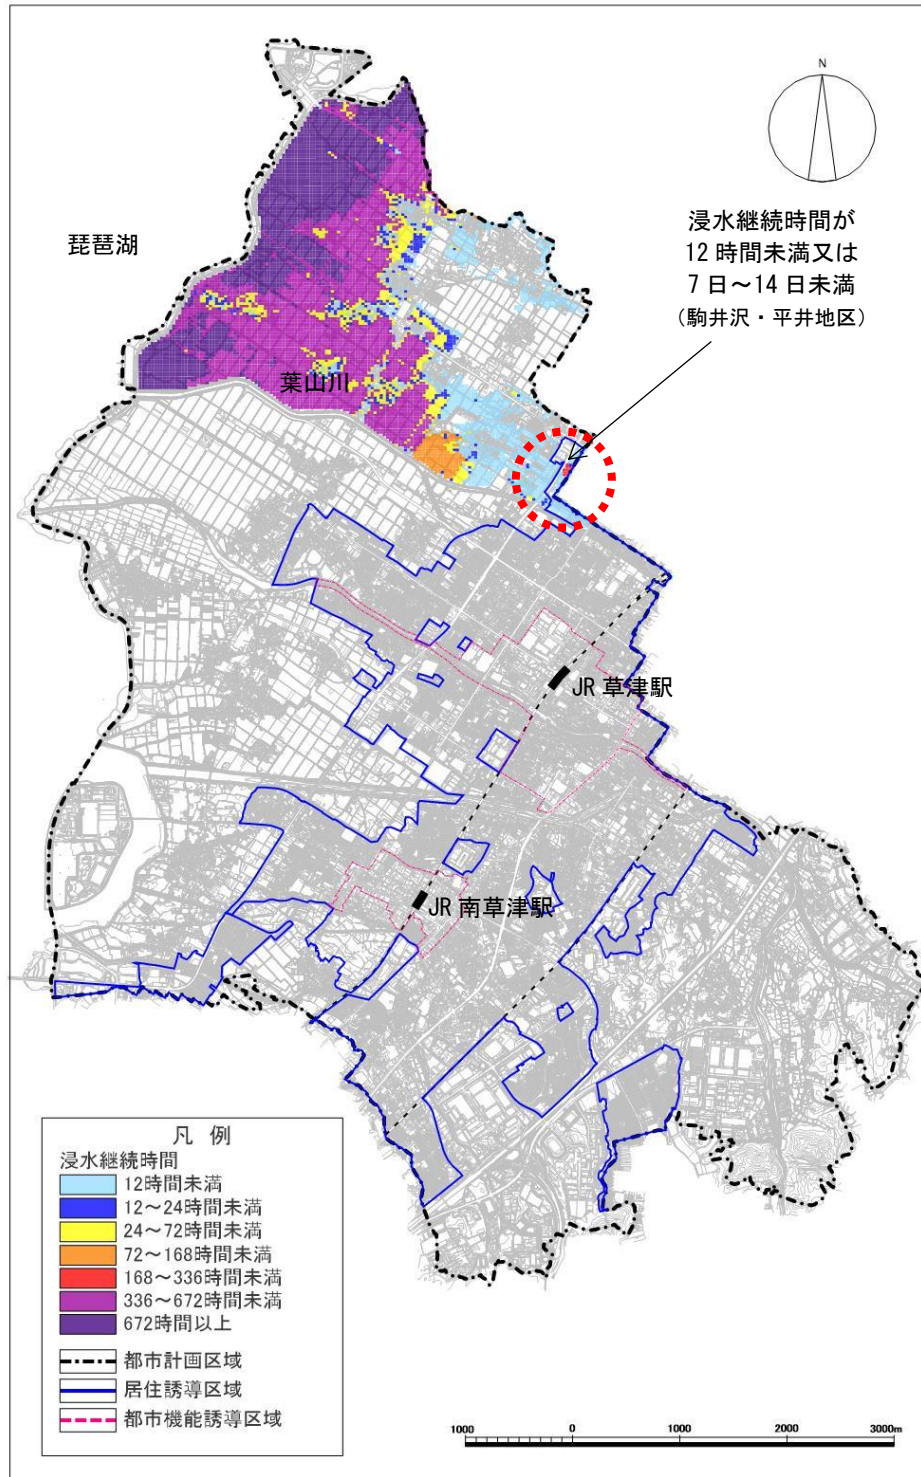 N
浸水継続時間が
12時間未満又は
7日～14日未満
（駒井沢・平井地区）
琵琶湖
葉山川
JR草津駅
JR南草津駅
凡 例
浸水継続時間
12時間未満
12～24時間未満
24～72時間未満
72～168時間未満
168～336時間未満
336～672時間未満
672時間以上
都市計画区域
居住誘導区域
都市機能誘導区域
1000 0 1000 2000 3000m